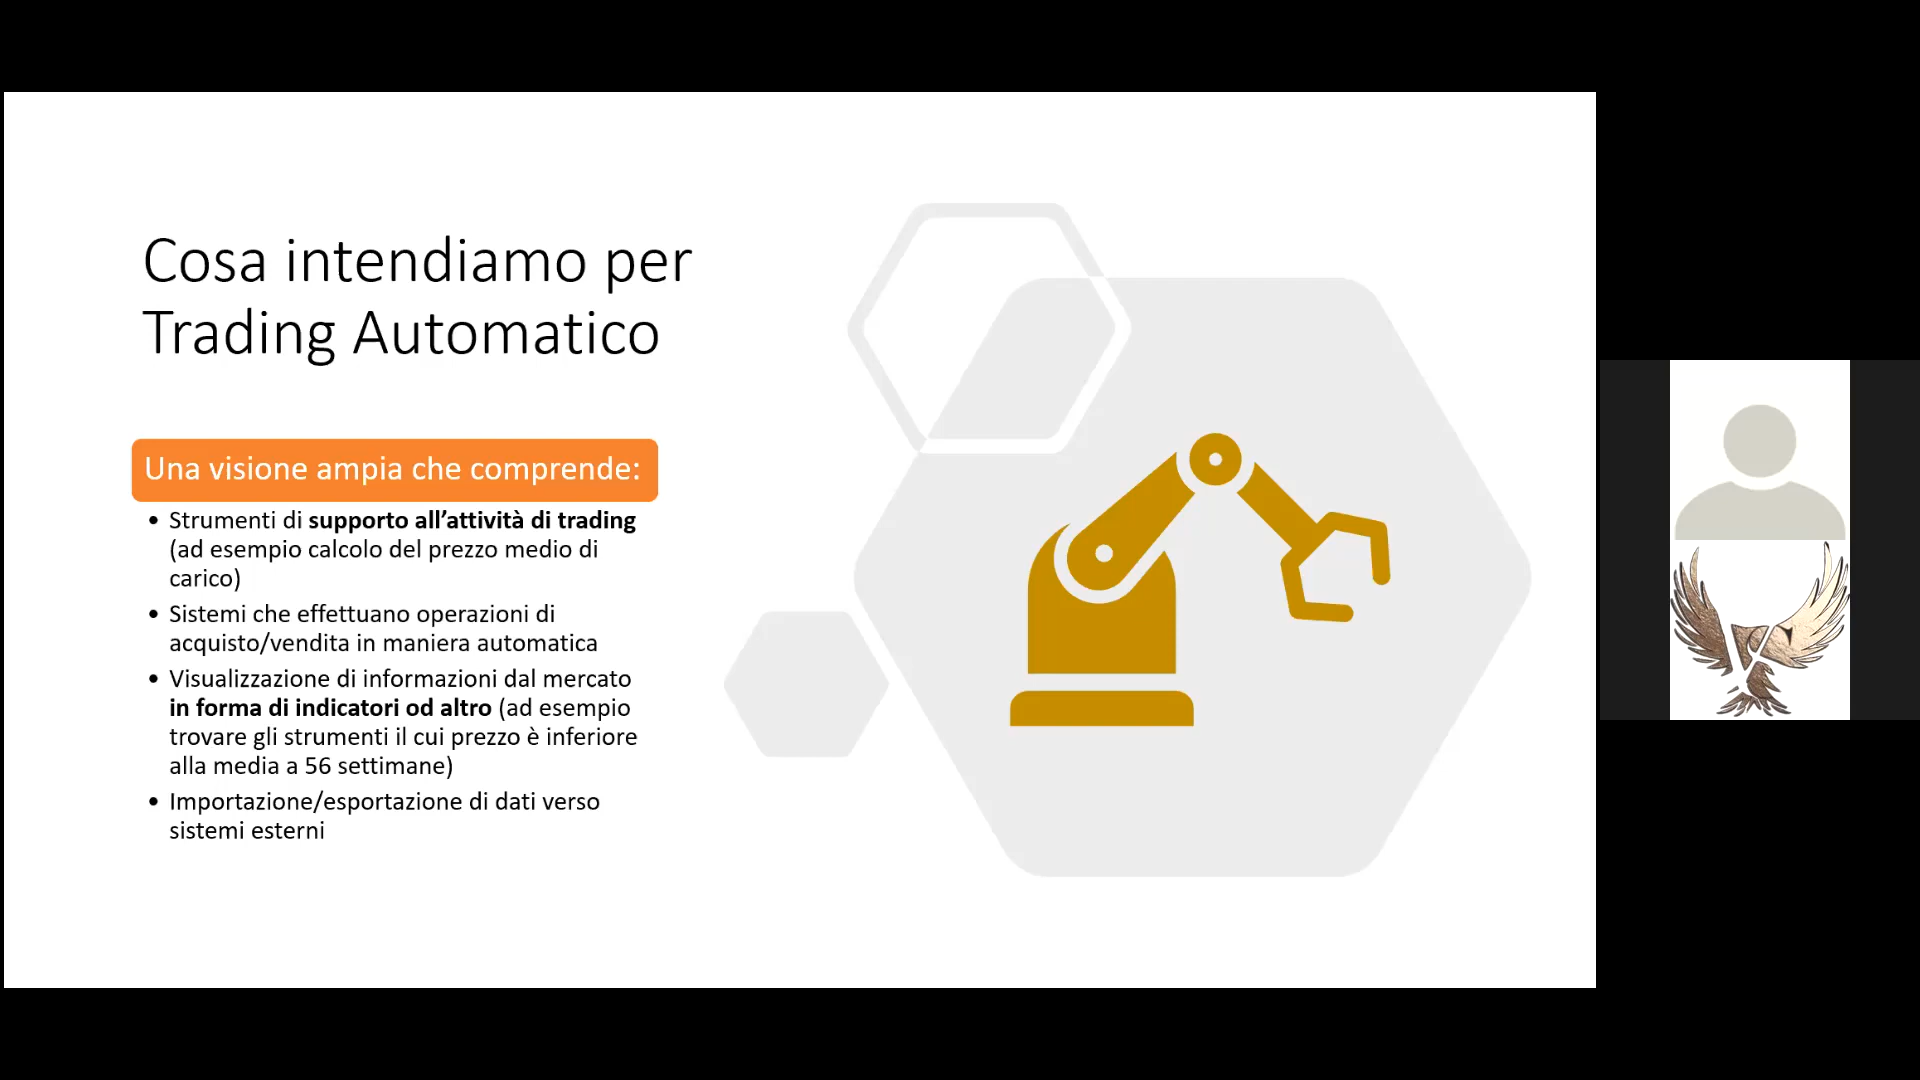 Cosa intendiamo per
Trading Automatico
Una visione ampia che comprende:
• Strumenti di supporto all’attività di trading
(ad esempio calcolo del prezzo medio di
carico)
• Sistemi che effettuano operazioni di
acquisto/vendita in maniera automatica
• Visualizzazione di informazioni dal mercato
in forma di indicatori od altro (ad esempio
trovare gli strumenti il cui prezzo è inferiore
alla media a 56 settimane)
• Importazione/esportazione di dati verso
sistemi esterni